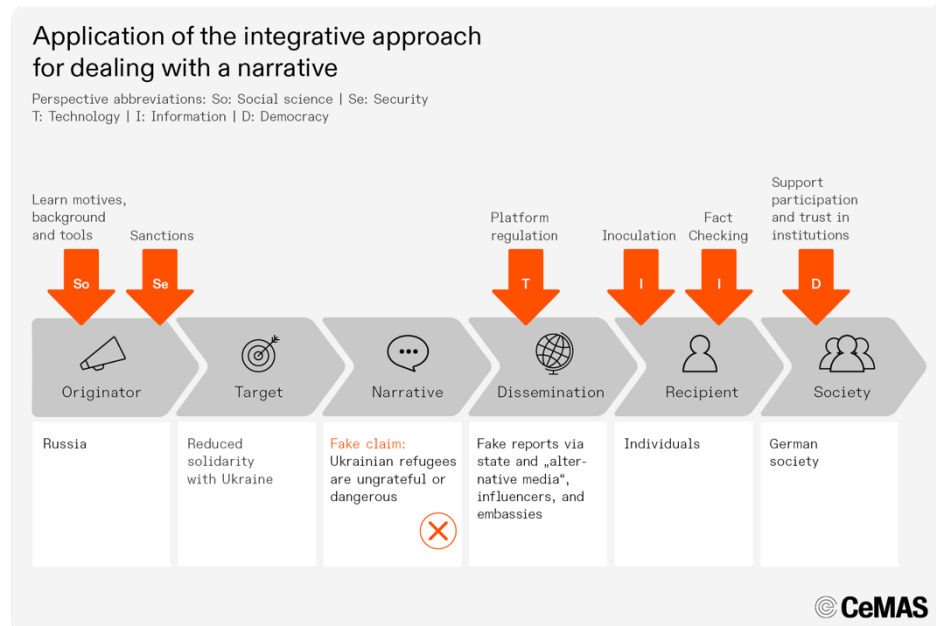 Application of the integrative approach
for dealing with a narrative
Perspective abbreviations: So: Social science | Se: Security
T: Technology | I: Information | D: Democracy
Learn motives,
background
and tools
Sanctions
Platform
regulation
Inoculation
Fact
Checking
Support
participation
and trust in
institutions
So
Se
T
I
I
D
Originator
Target
Narrative
Dissemination
Recipient
Society
Russia
Reduced
solidarity
with Ukraine
Fake claim:
Ukrainian refugees
are ungrateful or
dangerous
Fake reports via
state and „alter-
native media“,
influencers, and
embassies
Individuals
German
society
CeMAS